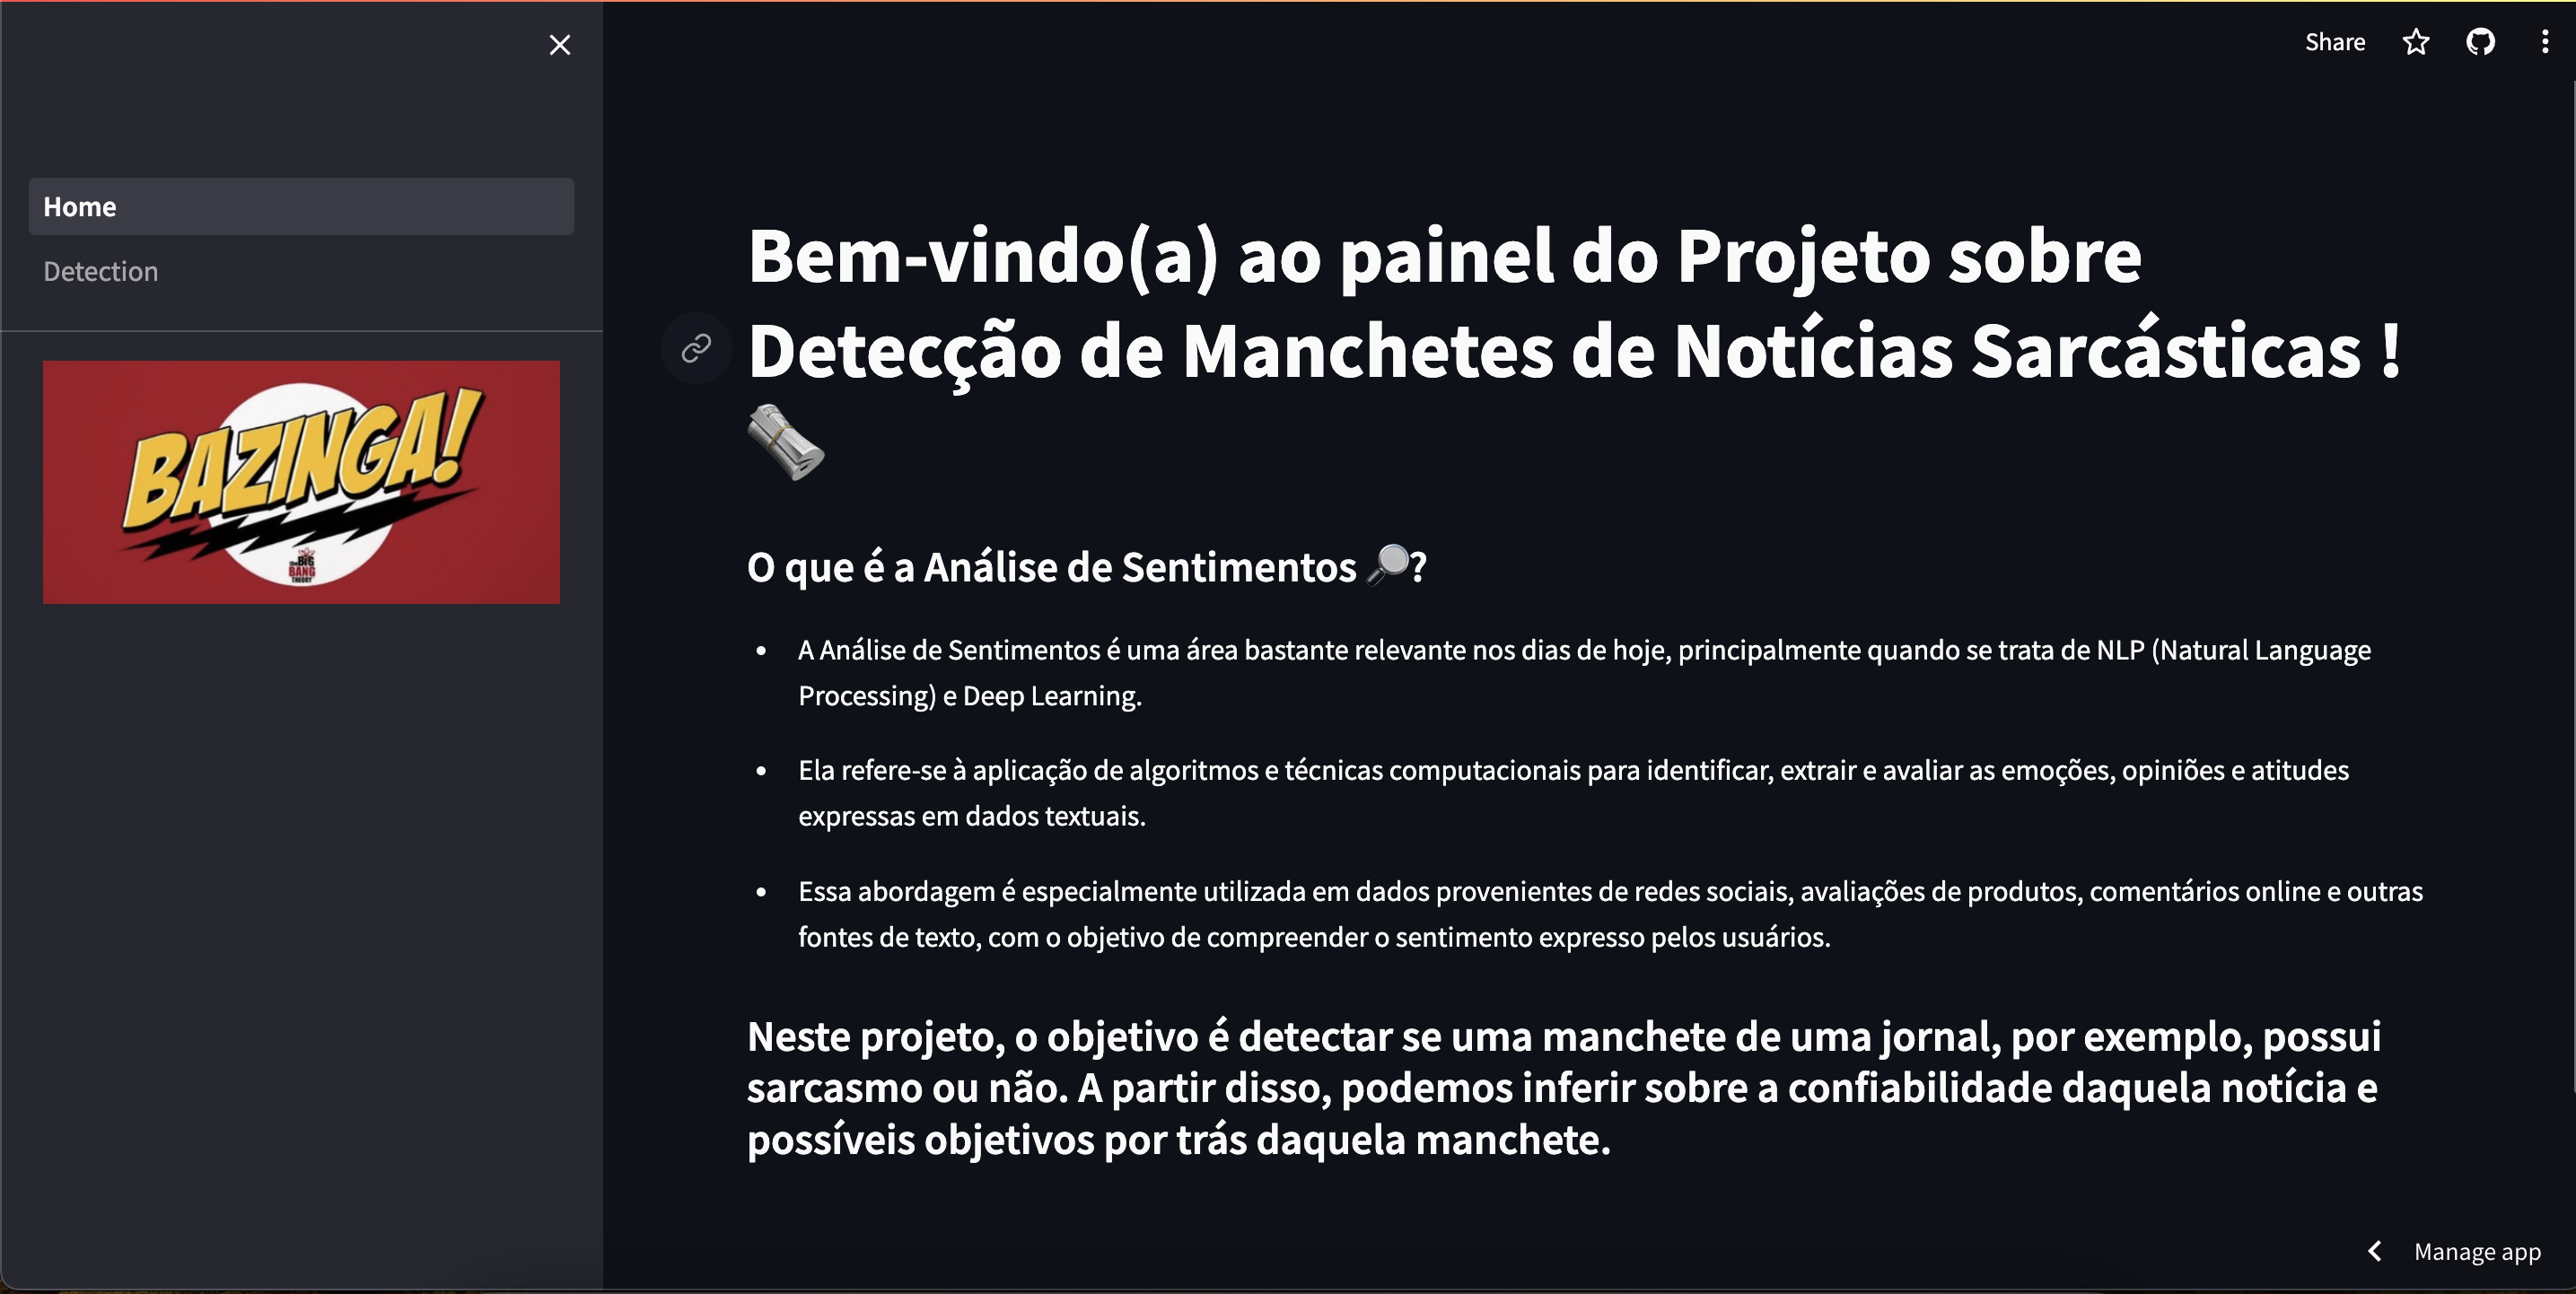 Share
Home
Detection
BAZINGA!
the BIG
BANG
THEORY
Bem-vindo(a) ao painel do Projeto sobre
Detecção de Manchetes de Notícias Sarcásticas !
O que é a Análise de Sentimentos 🔎?
• A Análise de Sentimentos é uma área bastante relevante nos dias de hoje, principalmente quando se trata de NLP (Natural Language
Processing) e Deep Learning.
• Ela refere-se à aplicação de algoritmos e técnicas computacionais para identificar, extrair e avaliar as emoções, opiniões e atitudes
expressas em dados textuais.
• Essa abordagem é especialmente utilizada em dados provenientes de redes sociais, avaliações de produtos, comentários online e outras
fontes de texto, com o objetivo de compreender o sentimento expresso pelos usuários.
Neste projeto, o objetivo é detectar se uma manchete de uma jornal, por exemplo, possui
sarcasmo ou não. A partir disso, podemos inferir sobre a confiabilidade daquela notícia e
possíveis objetivos por trás daquela manchete.
Manage app